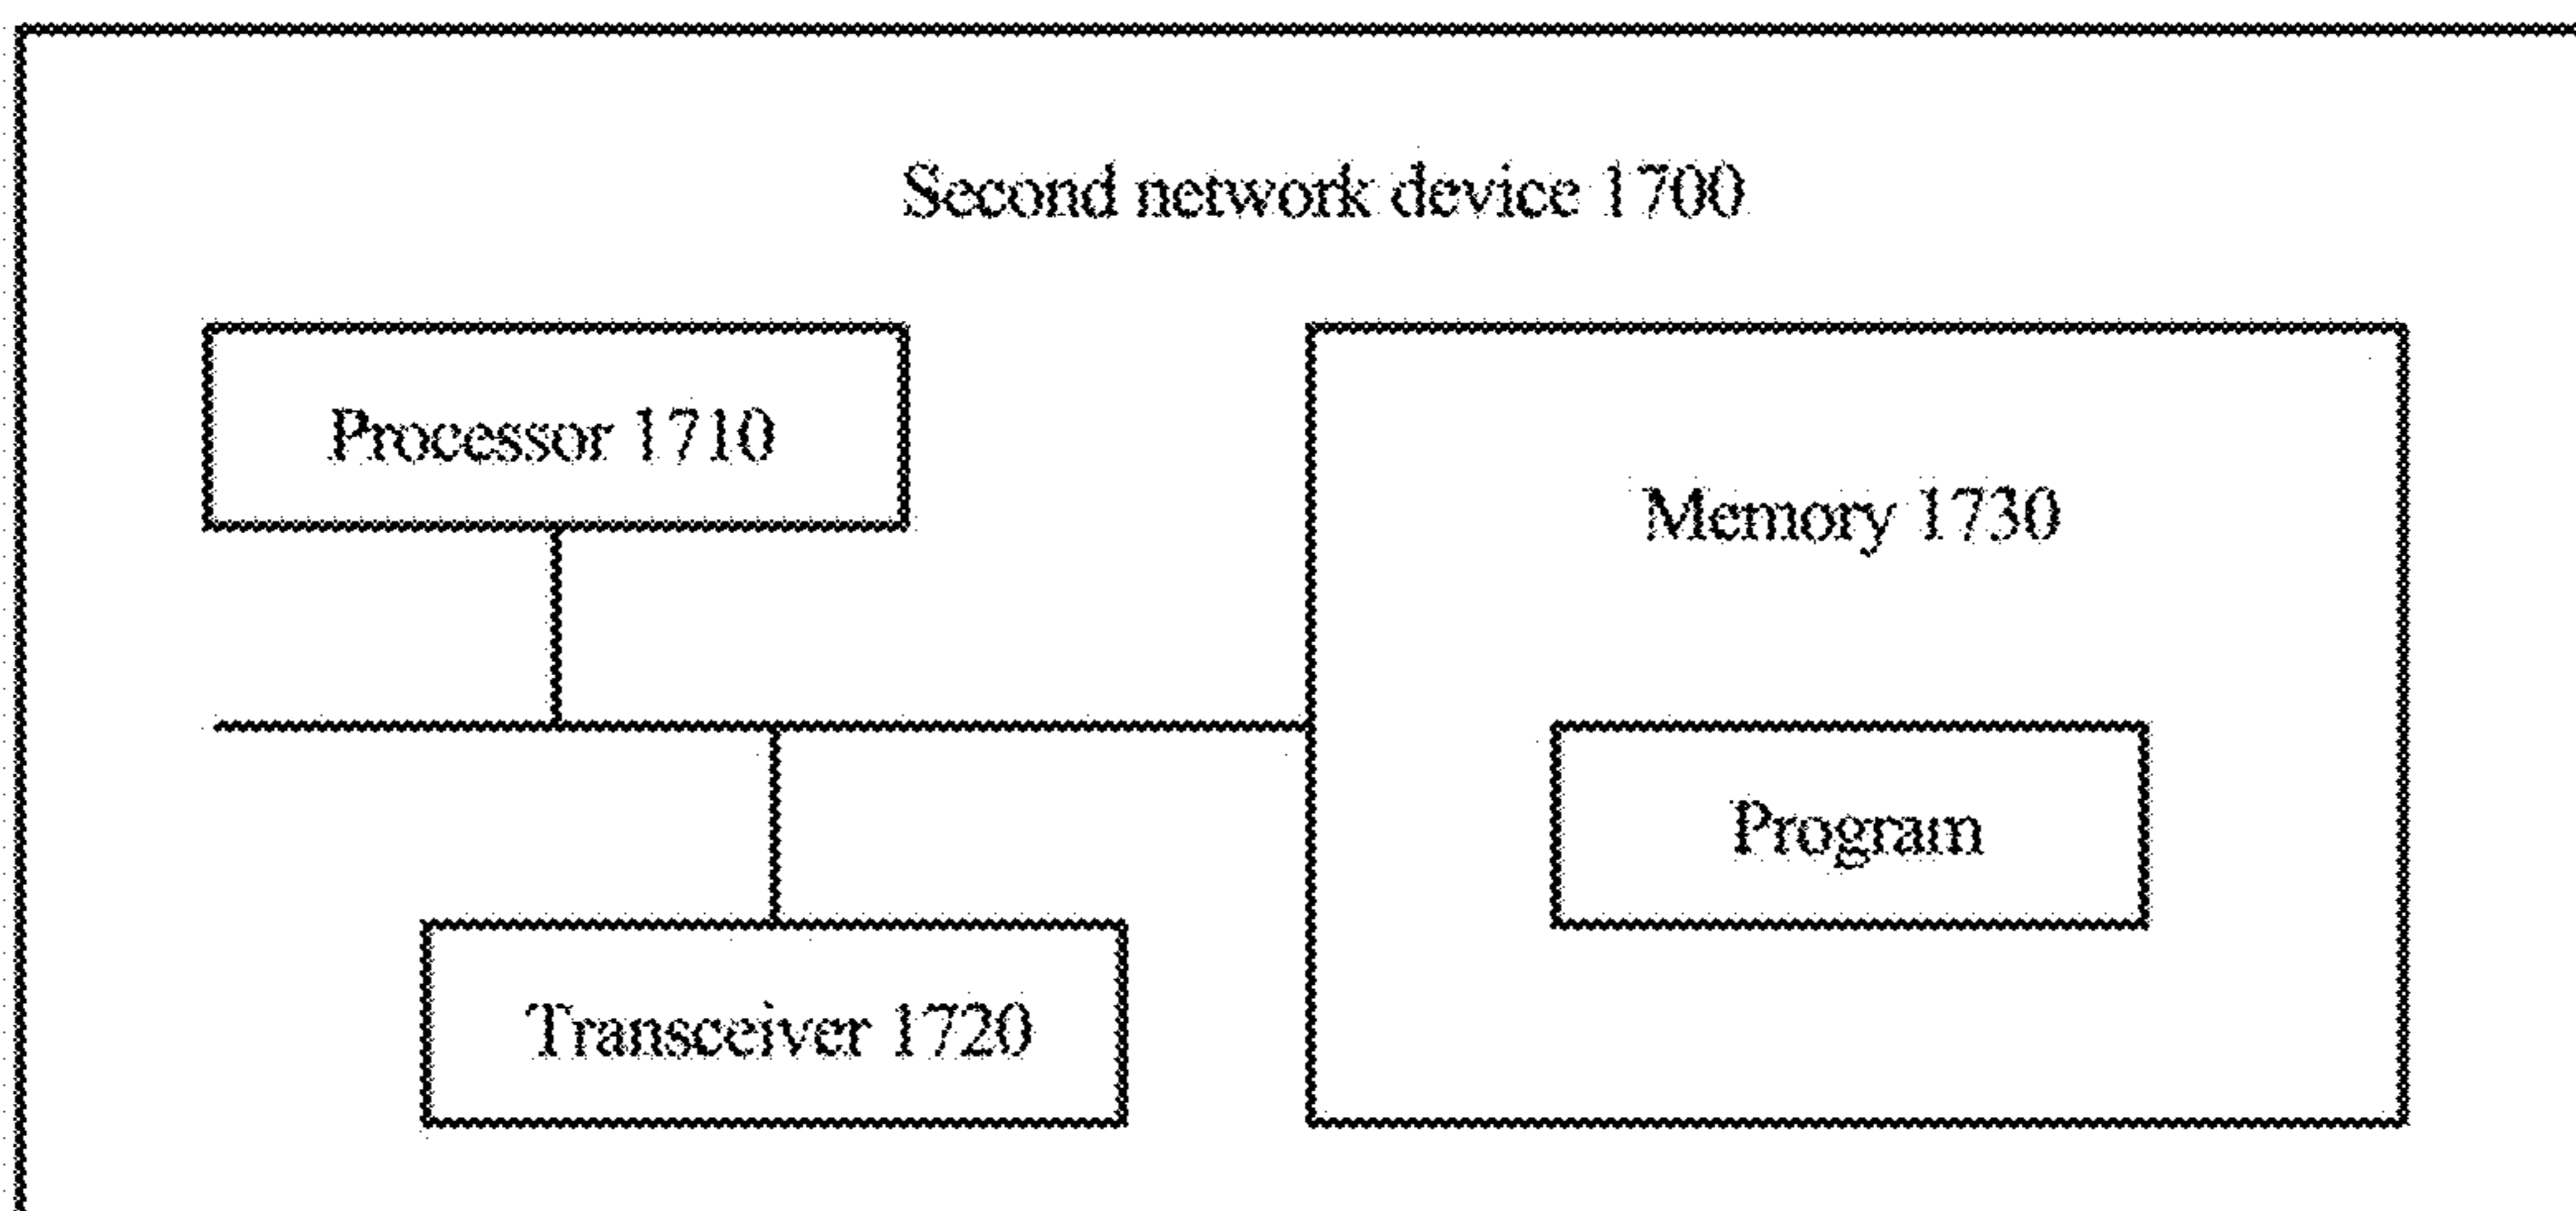 Second network device 1700
Processor 1710
Memory 1730
Program
Transceiver 1720